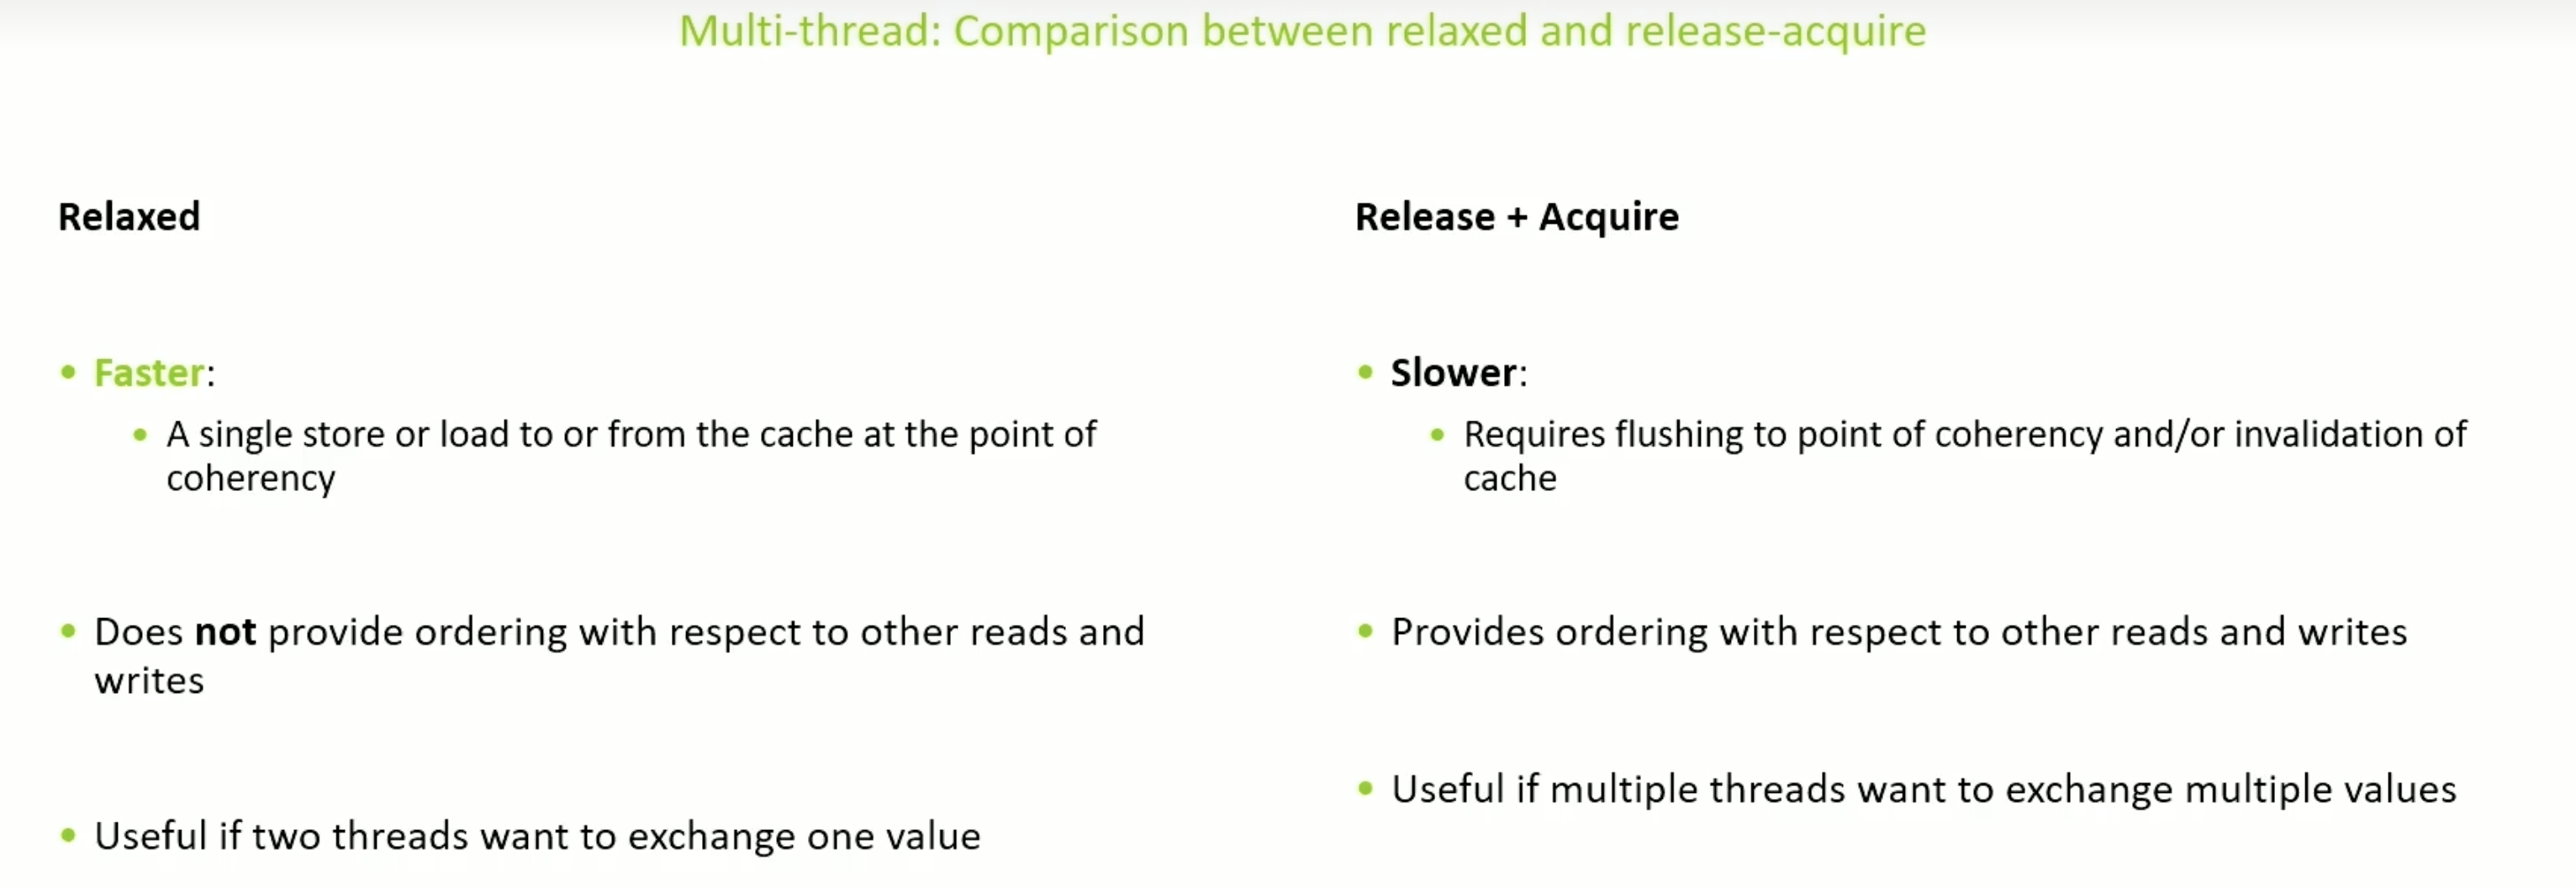 Multi-thread: Comparison between relaxed and release-acquire
Relaxed
• Faster:
• A single store or load to or from the cache at the point of
coherency
• Does not provide ordering with respect to other reads and
writes
• Useful if two threads want to exchange one value
Release + Acquire
• Slower:
• Requires flushing to point of coherency and/or invalidation of
cache
• Provides ordering with respect to other reads and writes
• Useful if multiple threads want to exchange multiple values